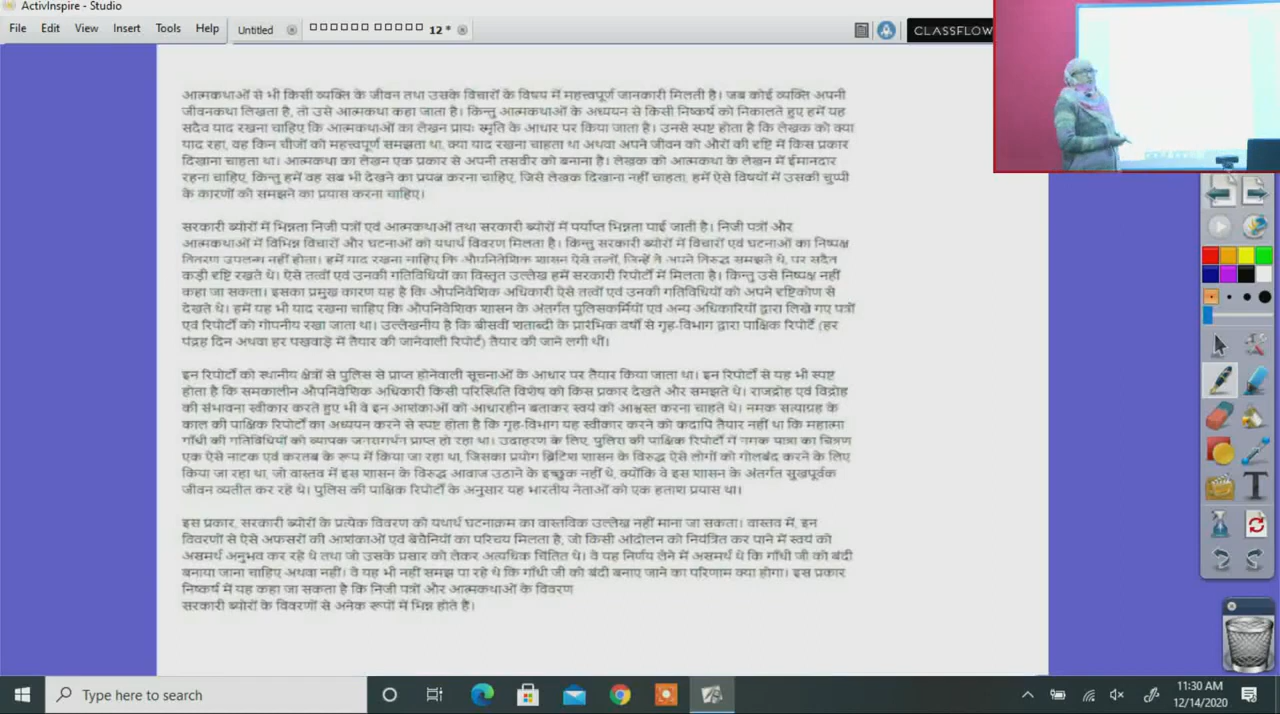 ActivInspire - Studio
File Edit View Insert Tools Help Untitled 12 * CLASSFLOW
आत्मकथाओं से भी किसी व्यक्ति के जीवन तथा उसके विचारों के विषय में महत्त्वपूर्ण जानकारी मिलती है। जब कोई व्यक्ति अपनी
जीवनकथा लिखता है, तो उसे आत्मकथा कहा जाता है। किन्तु आत्मकथाओं के अध्ययन से किसी निष्कर्ष को निकालते हुए हमें यह
सदैव याद रखना चाहिए कि आत्मकथाओं का लेखन प्रायः स्मृति के आधार पर किया जाता है। उनसे स्पष्ट होता है कि लेखक को क्या
याद रहा, वह किन चीजों को महत्त्वपूर्ण समझता था, क्या याद रखना चाहता था अथवा अपने जीवन को औरों की दृष्टि में किस प्रकार
दिखाना चाहता था। आत्मकथा का लेखन एक प्रकार से अपनी तसवीर को बनाना है। लेखक को आत्मकथा के लेखन में ईमानदार
रहना चाहिए, किन्तु हमें वह सब भी देखने का प्रयत्न करना चाहिए, जिसे लेखक दिखाना नहीं चाहता, हमें ऐसे विषयों में उसकी चुप्पी
के कारणों को समझने का प्रयास करना चाहिए।
सरकारी ब्योरों में भिन्नता निजी पत्रों एवं आत्मकथाओं तथा सरकारी ब्योरों में पर्याप्त भिन्नता पाई जाती है। निजी पत्रों और
आत्मकथाओं में विभिन्न विचारों और घटनाओं को यथार्थ विवरण मिलता है। किन्तु सरकारी ब्योरों में विचारों एवं घटनाओं का निष्पक्ष
विवरण उपलब्ध नहीं होता। हमें याद रखना चाहिए कि औपनिवेशिक शासन ऐसे तत्वों, जिन्हें वे अपने विरुद्ध समझते थे, पर सदैव
कड़ी दृष्टि रखते थे। ऐसे तत्वों एवं उनकी गतिविधियों का विस्तृत उल्लेख हमें सरकारी रिपोर्टों में मिलता है। किन्तु उसे निष्पक्ष नहीं
कहा जा सकता। इसका प्रमुख कारण यह है कि औपनिवेशिक अधिकारी ऐसे तत्वों एवं उनकी गतिविधियों को अपने दृष्टिकोण से
देखते थे। हमें यह भी याद रखना चाहिए कि औपनिवेशिक शासन के अंतर्गत पुलिसकर्मियों एवं अन्य अधिकारियों द्वारा लिखे गए पत्रों
एवं रिपोर्टों को गोपनीय रखा जाता था। उल्लेखनीय है कि बीसवीं शताब्दी के प्रारंभिक वर्षों से गृह-विभाग द्वारा पाक्षिक रिपोर्टें (हर
पंद्रह दिन अथवा हर पखवाड़े में तैयार की जानेवाली रिपोर्ट) तैयार की जाने लगी थीं।
इन रिपोर्टों को स्थानीय क्षेत्रों से पुलिस से प्राप्त होनेवाली सूचनाओं के आधार पर तैयार किया जाता था। इन रिपोर्टों से यह भी स्पष्ट
होता है कि समकालीन औपनिवेशिक अधिकारी किसी परिस्थिति विशेष को किस प्रकार देखते और समझते थे। राजद्रोह एवं विद्रोह
की संभावना स्वीकार करते हुए भी वे इन आशंकाओं को आधारहीन बताकर स्वयं को आश्वस्त करना चाहते थे। नमक सत्याग्रह के
काल की पाक्षिक रिपोर्टों का अध्ययन करने से स्पष्ट होता है कि गृह-विभाग यह स्वीकार करने को कदापि तैयार नहीं था कि महात्मा
गाँधी की गतिविधियों को व्यापक जनसमर्थन प्राप्त हो रहा था। उदाहरण के लिए, पुलिस की पाक्षिक रिपोर्टों में नमक यात्रा का चित्रण
एक ऐसे नाटक एवं करतब के रूप में किया जा रहा था, जिसका प्रयोग ब्रिटिश शासन के विरुद्ध ऐसे लोगों को गोलबंद करने के लिए
किया जा रहा था, जो वास्तव में इस शासन के विरुद्ध आवाज उठाने के इच्छुक नहीं थे, क्योंकि वे इस शासन के अंतर्गत सुखपूर्वक
जीवन व्यतीत कर रहे थे। पुलिस की पाक्षिक रिपोर्टों के अनुसार यह भारतीय नेताओं को एक हताश प्रयास था।
इस प्रकार, सरकारी ब्योरों के प्रत्येक विवरण को यथार्थ घटनाक्रम का वास्तविक उल्लेख नहीं माना जा सकता। वास्तव में, इन
विवरणों से ऐसे अफसरों की आशंकाओं एवं बेचैनियों का परिचय मिलता है, जो किसी आंदोलन को नियंत्रित कर पाने में स्वयं को
असमर्थ अनुभव कर रहे थे तथा जो उसके प्रसार को लेकर अत्यधिक चिंतित थे। वे यह निर्णय लेने में असमर्थ थे कि गाँधी जी को बंदी
बनाया जाना चाहिए अथवा नहीं। वे यह भी नहीं समझ पा रहे थे कि गाँधी जी को बंदी बनाए जाने का परिणाम क्या होगा। इस प्रकार
निष्कर्ष में यह कहा जा सकता है कि निजी पत्रों और आत्मकथाओं के विवरण
सरकारी ब्योरों के विवरणों से अनेक रूपों में भिन्न होते हैं।
Type here to search
11:30 AM
12/14/2020